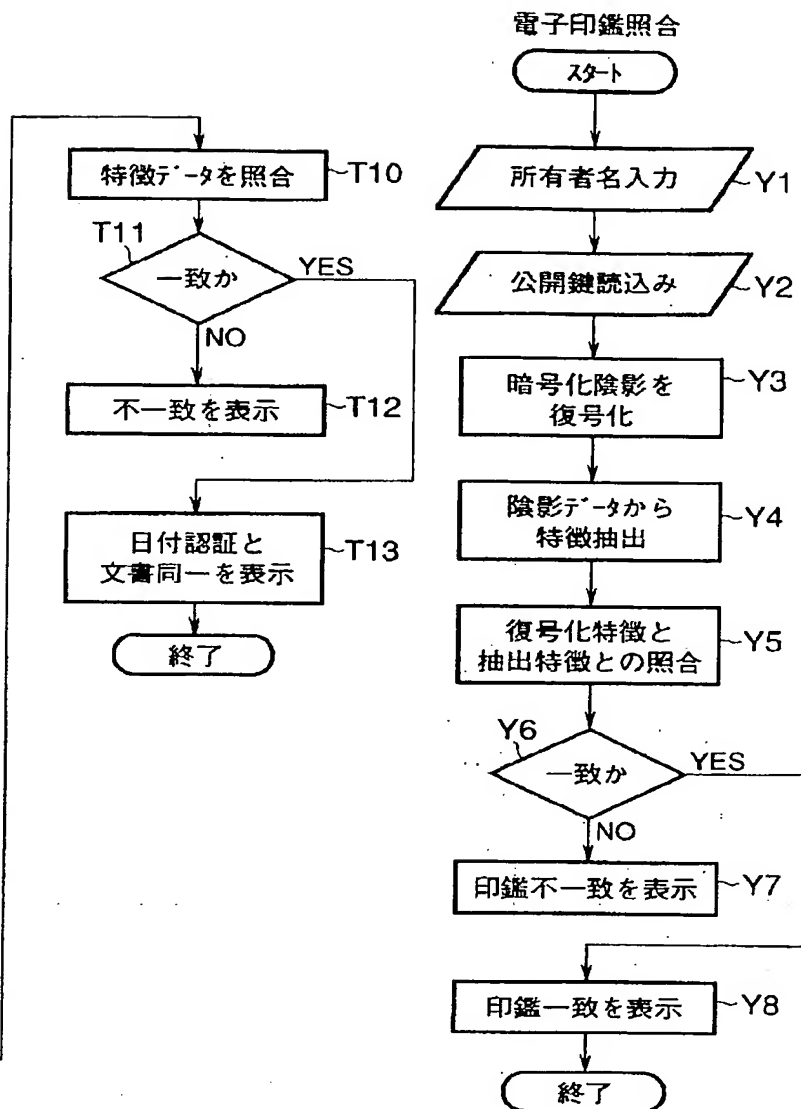 特徴データを照合
T10
T11
一致か
YES
NO
不一致を表示
T12
日付認証と
文書同一を表示
T13
終了
電子印鑑照合
スタート
所有者名入力
Y1
公開鍵読込み
Y2
暗号化陰影を
復号化
Y3
陰影データから
特徴抽出
Y4
復号化特徴と
抽出特徴との照合
Y5
Y6
一致か
YES
NO
印鑑不一致を表示
Y7
印鑑一致を表示
Y8
終了